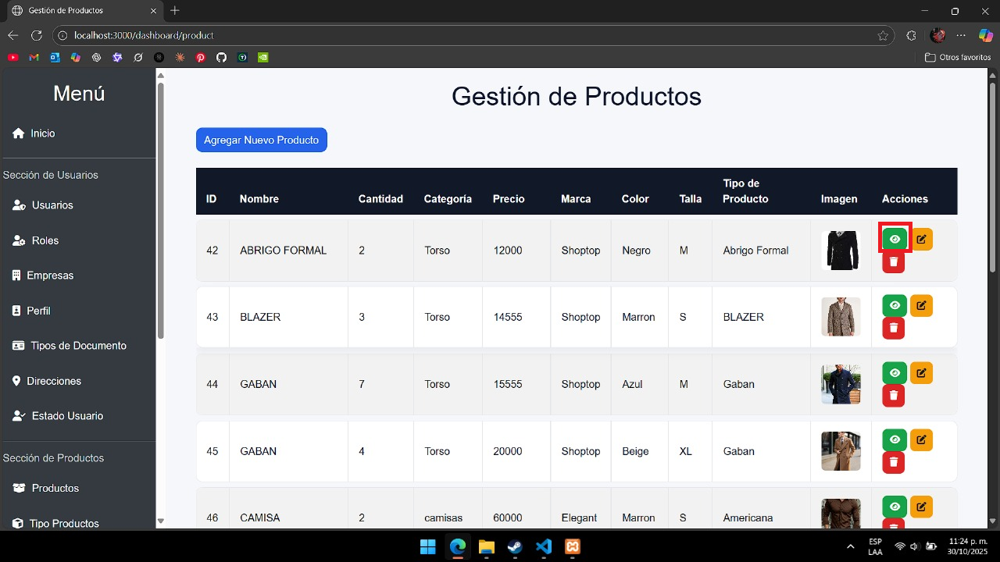 Gestión de Productos
localhost:3000/dashboard/product
Otros favoritos
Menú
Inicio
Sección de Usuarios
Usuarios
Roles
Empresas
Perfil
Tipos de Documento
Direcciones
Estado Usuario
Sección de Productos
Productos
Tipo Productos
Gestión de Productos
Agregar Nuevo Producto
ID Nombre Cantidad Categoría Precio Marca Color Talla Tipo de Producto Imagen Acciones
42 ABRIGO FORMAL 2 Torso 12000 Shoptop Negro M Abrigo Formal
43 BLAZER 3 Torso 14555 Shoptop Marron S BLAZER
44 GABAN 7 Torso 15555 Shoptop Azul M Gaban
45 GABAN 4 Torso 20000 Shoptop Beige XL Gaban
46 CAMISA 2 camisas 60000 Elegant Marron S Americana
ESP
LAA
11:24 p. m.
30/10/2025